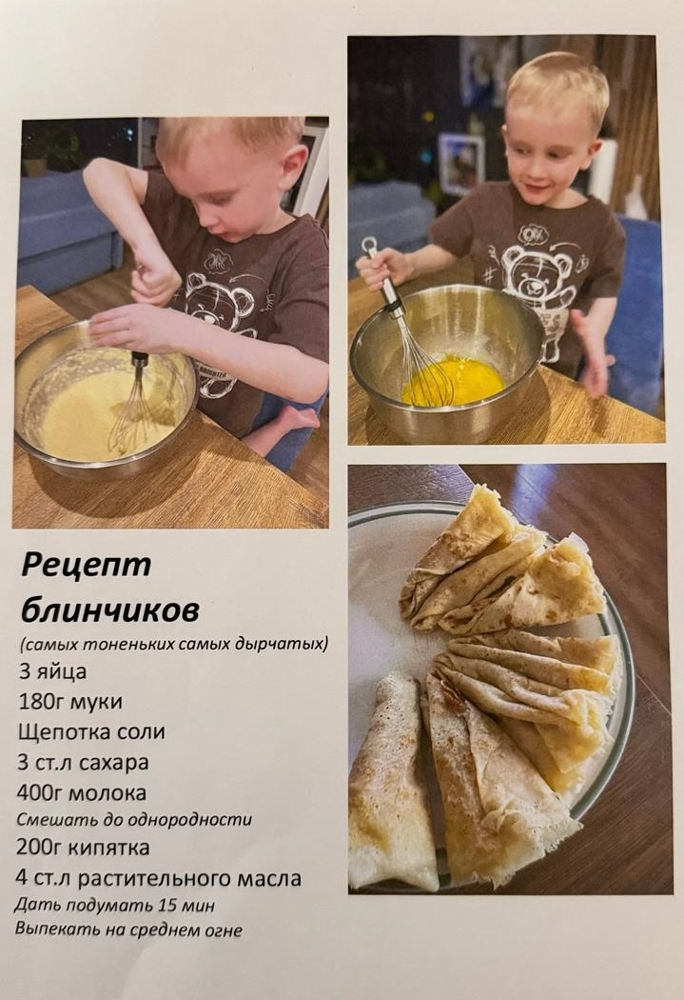 Рецепт
блинчиков
(самых тоненьких самых дырчатых)
3 яйца
180г муки
Щепотка соли
3 ст.л сахара
400г молока
Смешать до однородности
200г кипятка
4 ст.л растительного масла
Дать подумать 15 мин
Выпекать на среднем огне